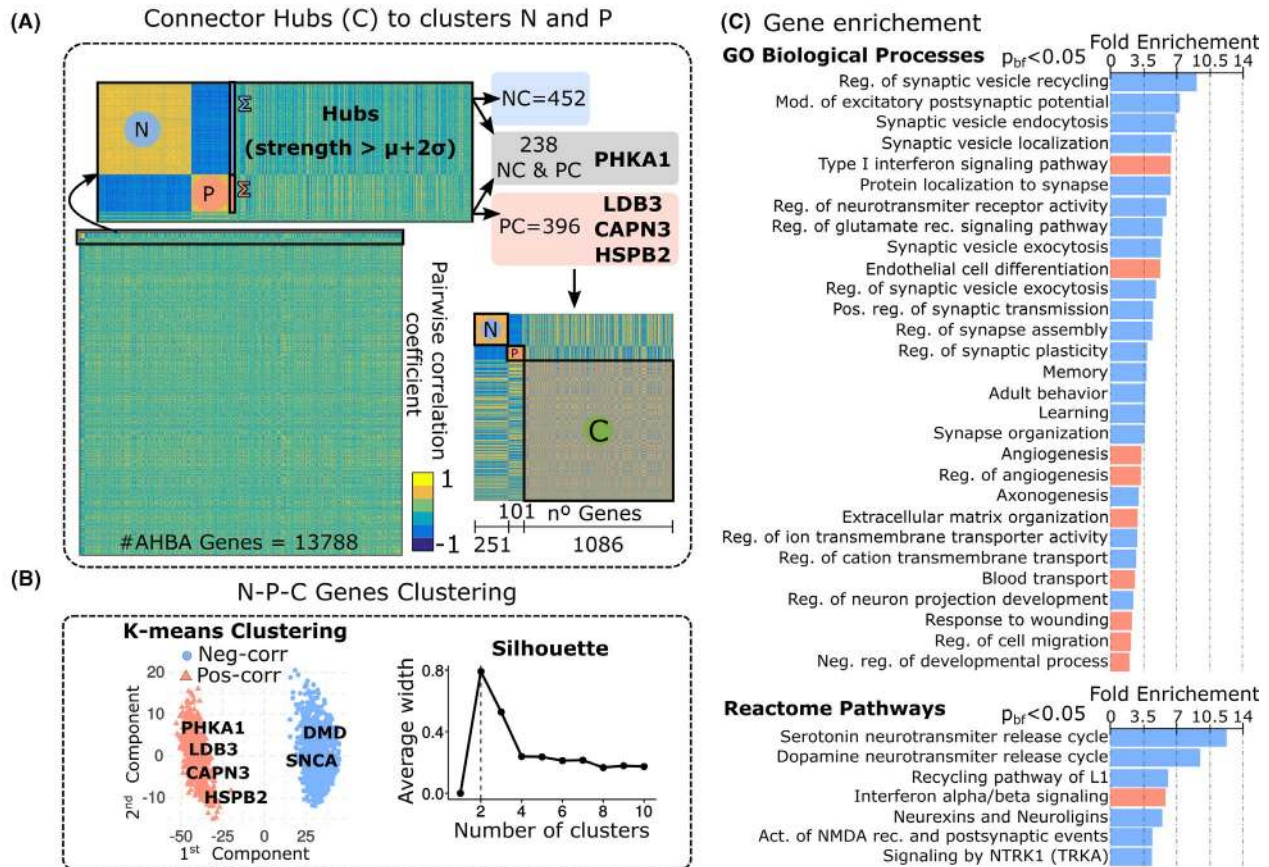 (A)
Connector Hubs (C) to clusters N and P
N
P
Σ
Σ
Hubs
(strength > μ+2σ)
NC=452
238
NC & PC
PHKA1
PC=396
LDB3
CAPN3
HSPB2
Pairwise correlation
coefficient
1
-1
#AHBA Genes = 13788
N
P
C
101
nº Genes
251
1086
(B)
N-P-C Genes Clustering
K-means Clustering
Neg-corr
Pos-corr
20
10
0
-10
2nd Component
PHKA1
LDB3
CAPN3
HSPB2
DMD
SNCA
-50
-25
0
25
1st Component
Silhouette
Average width
0.8
0.4
0.0
0
2
4
6
8
10
Number of clusters
(C)
Gene enrichement
GO Biological Processes
pbf<0.05
Fold Enrichement
0 3.5 7 10.5 14
Reg. of synaptic vesicle recycling
Mod. of excitatory postsynaptic potential
Synaptic vesicle endocytosis
Synaptic vesicle localization
Type I interferon signaling pathway
Protein localization to synapse
Reg. of neurotransmiter receptor activity
Reg. of glutamate rec. signaling pathway
Synaptic vesicle exocytosis
Endothelial cell differentiation
Reg. of synaptic vesicle exocytosis
Pos. reg. of synaptic transmission
Reg. of synapse assembly
Reg. of synaptic plasticity
Memory
Adult behavior
Learning
Synapse organization
Angiogenesis
Reg. of angiogenesis
Axonogenesis
Extracellular matrix organization
Reg. of ion transmembrane transporter activity
Reg. of cation transmembrane transport
Blood transport
Reg. of neuron projection development
Response to wounding
Reg. of cell migration
Neg. reg. of developmental process
Reactome Pathways
pbf<0.05
Fold Enrichement
0 3.5 7 10.5 14
Serotonin neurotransmiter release cycle
Dopamine neurotransmiter release cycle
Recycling pathway of L1
Interferon alpha/beta signaling
Neurexins and Neuroligins
Act. of NMDA rec. and postsynaptic events
Signaling by NTRK1 (TRKA)